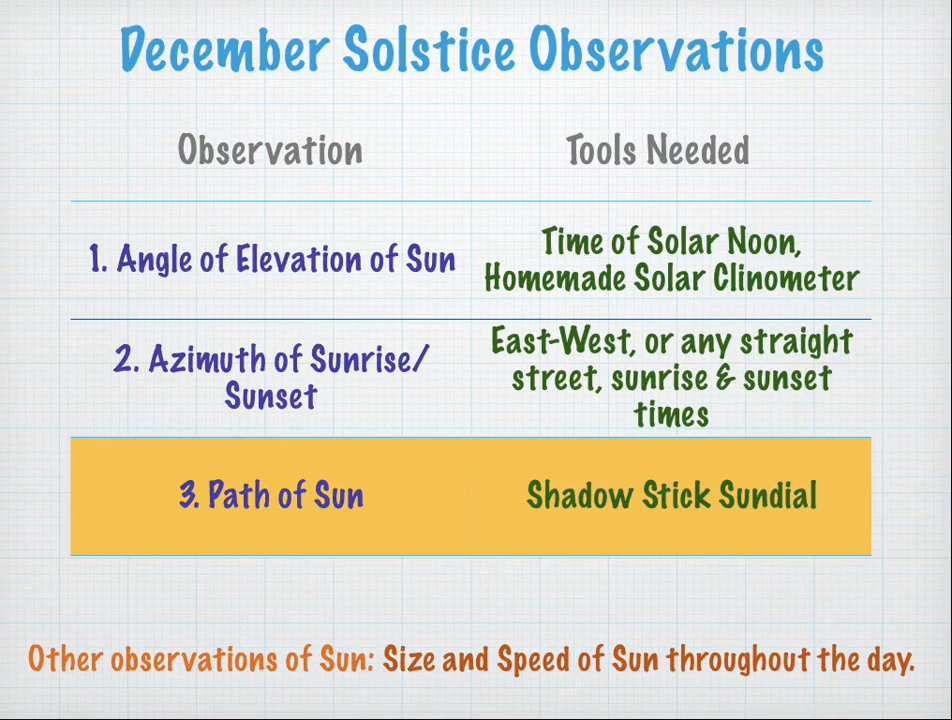 December Solstice Observations
Observation
Tools Needed
1. Angle of Elevation of Sun
Time of Solar Noon,
Homemade Solar Clinometer
2. Azimuth of Sunrise/
Sunset
East-West, or any straight
street, sunrise & sunset
times
3. Path of Sun
Shadow Stick Sundial
Other observations of Sun: Size and Speed of Sun throughout the day.